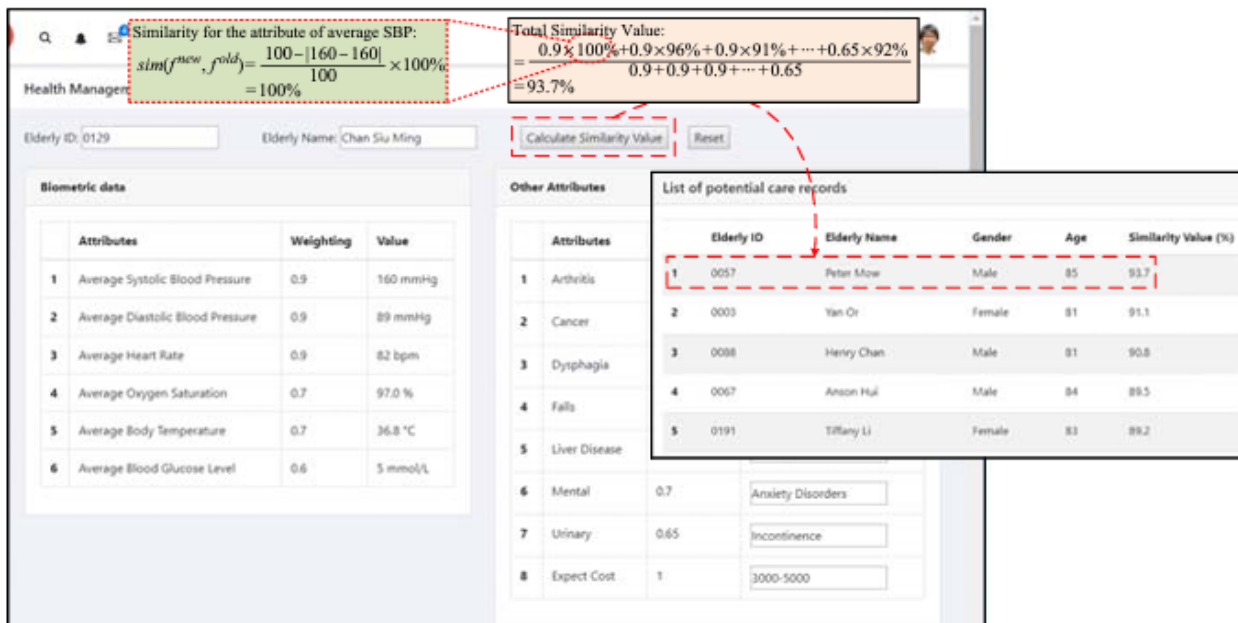 Similarity for the attribute of average SBP:
sim(f^new, f^old) = (100−|160−160|)/100 ×100%
=100%
Total Similarity Value:
= (0.9×100%+0.9×96%+0.9×91%+⋯+0.65×92%)/(0.9+0.9+0.9+⋯+0.65)
=93.7%
Health Managem
Elderly ID: 0129 Elderly Name: Chan Siu Ming Calculate Similarity Value Reset
Biometric data
Attributes Weighting Value
1 Average Systolic Blood Pressure 0.9 160 mmHg
2 Average Diastolic Blood Pressure 0.9 89 mmHg
3 Average Heart Rate 0.9 82 bpm
4 Average Oxygen Saturation 0.7 97.0 %
5 Average Body Temperature 0.7 36.8 °C
6 Average Blood Glucose Level 0.6 5 mmol/L
Other Attributes
Attributes
1 Arthritis
2 Cancer
3 Dysphagia
4 Falls
5 Liver Disease
6 Mental 0.7 Anxiety Disorders
7 Urinary 0.65 Incontinence
8 Expect Cost 1 3000-5000
List of potential care records
Elderly ID Elderly Name Gender Age Similarity Value (%)
1 0057 Peter Mow Male 85 93.7
2 0003 Yan Or Female 81 91.1
3 0088 Henry Chan Male 81 90.8
4 0067 Anson Hui Male 84 89.5
5 0191 Tiffany Li Female 83 89.2